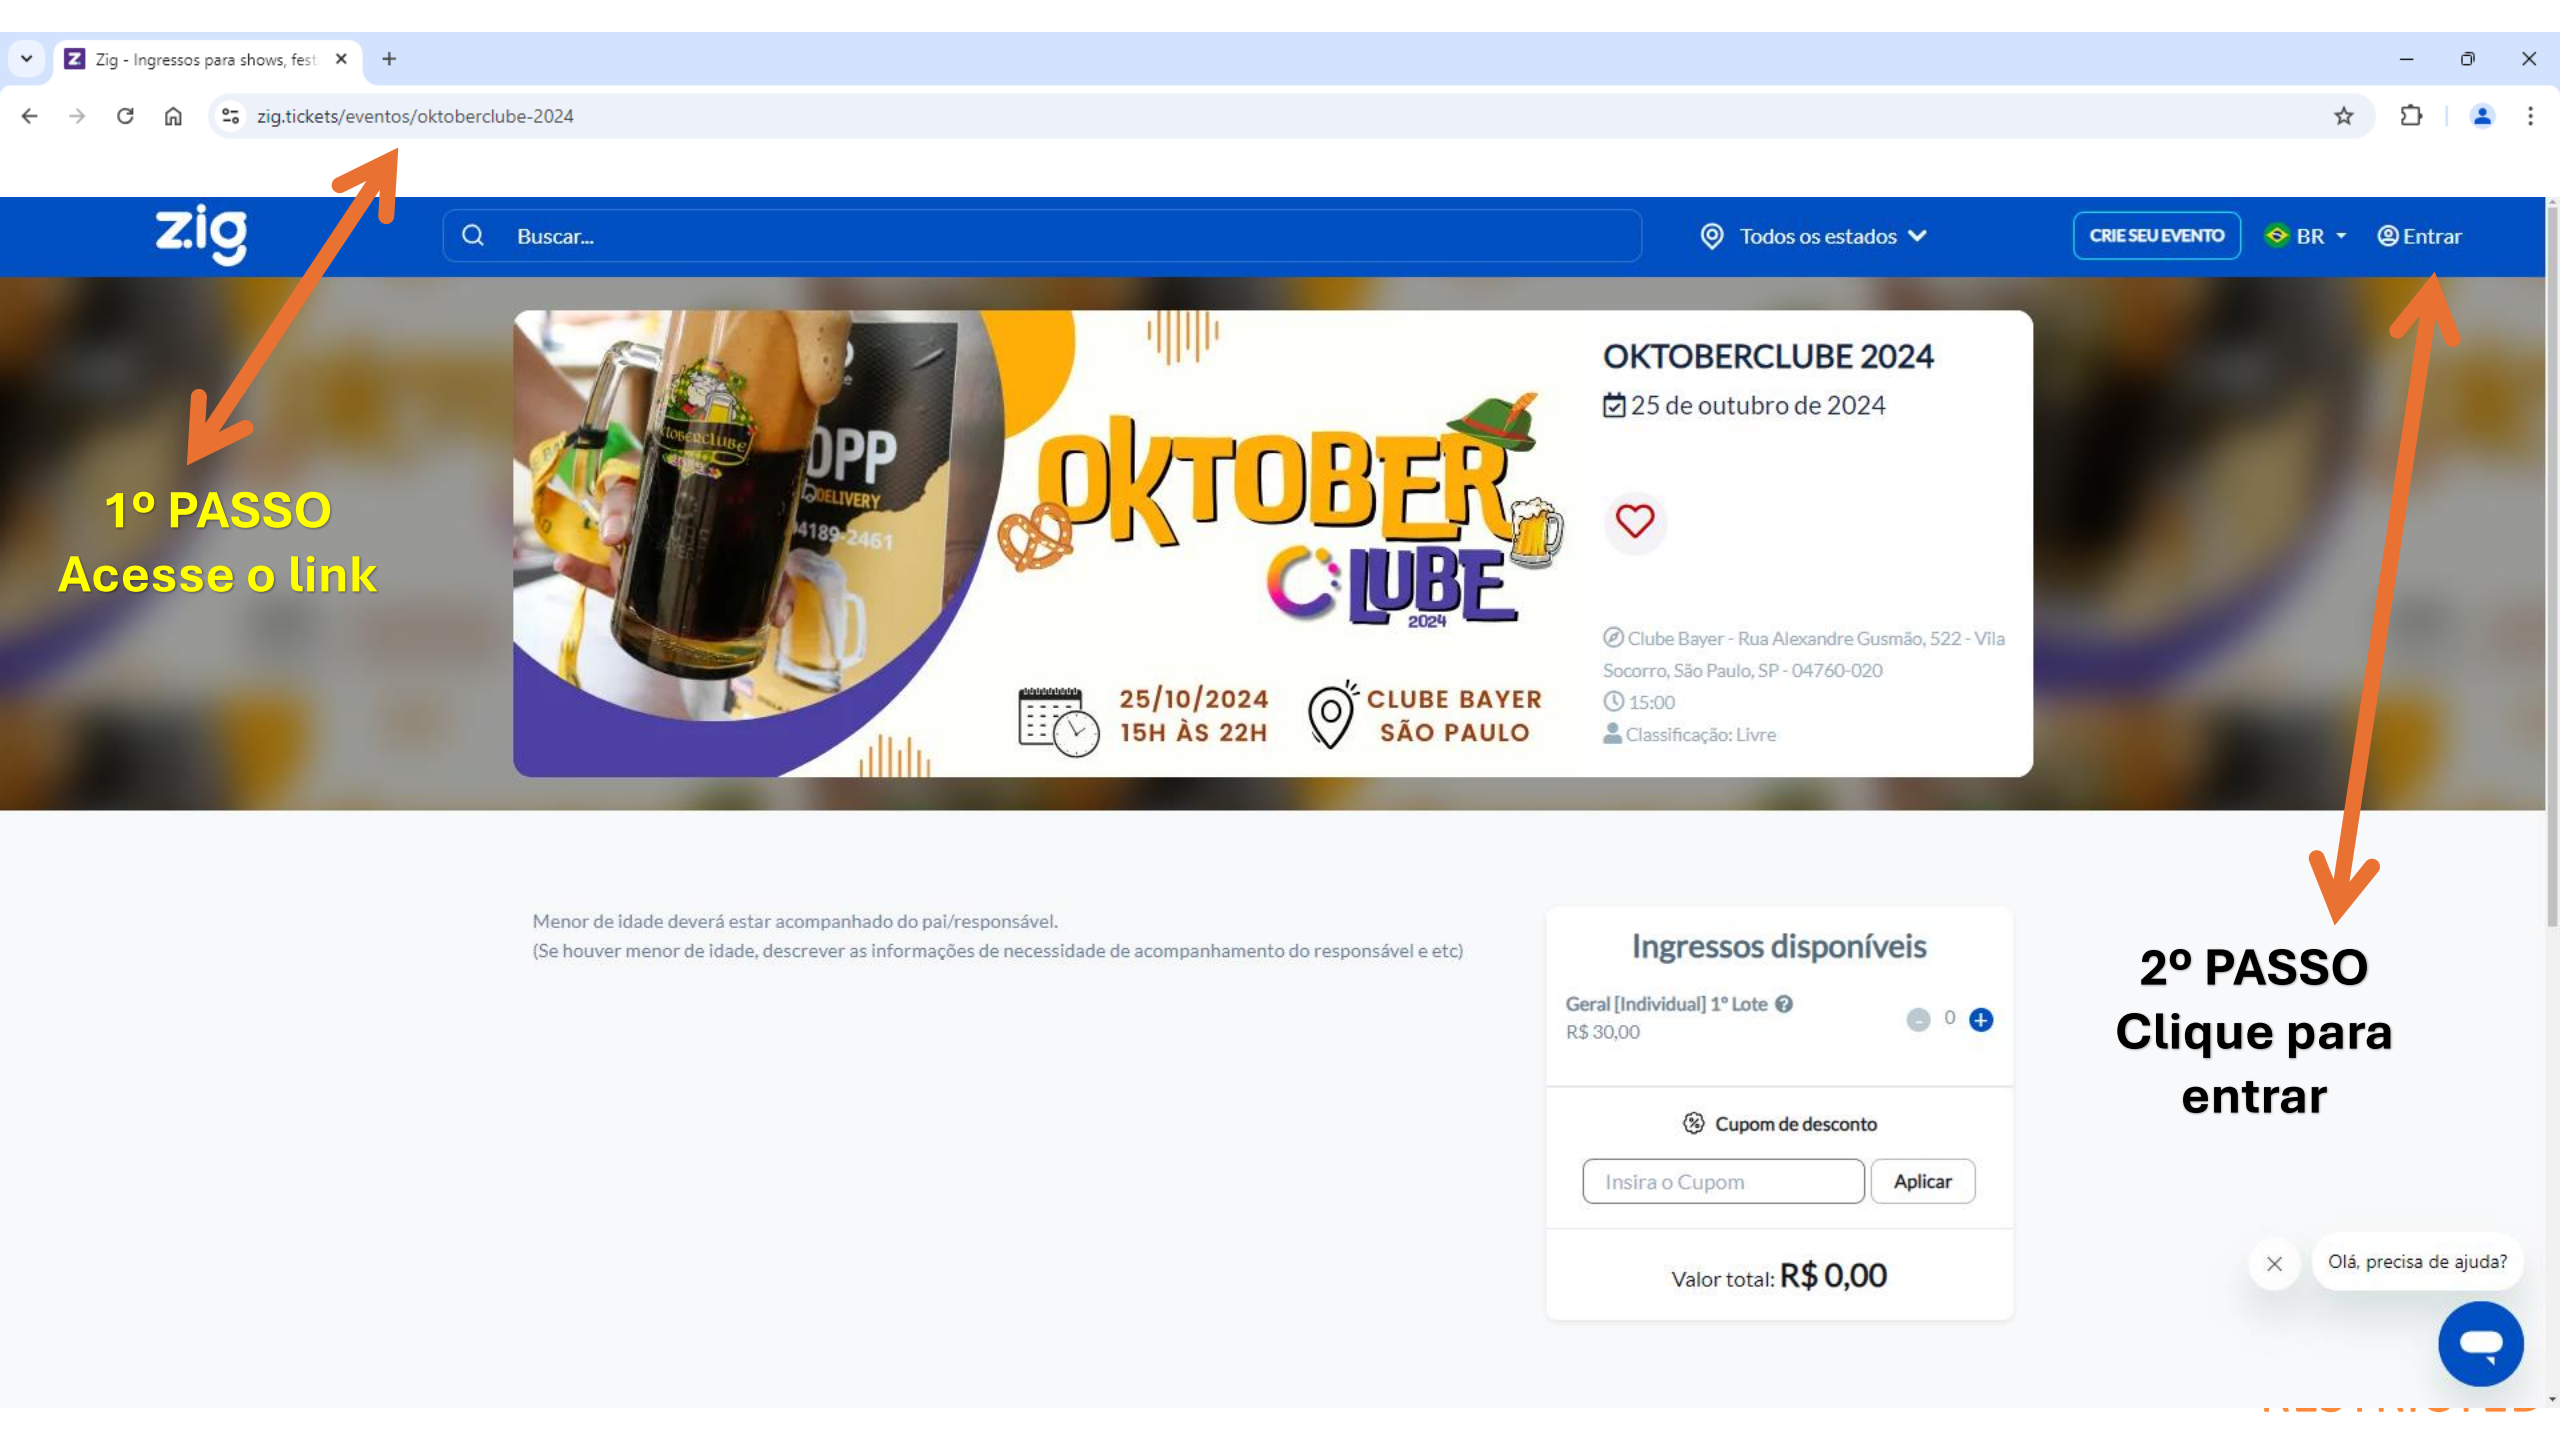 Zig - Ingressos para shows, fest
zig.tickets/eventos/oktoberclube-2024
zig
Buscar...
Todos os estados
CRIE SEU EVENTO
BR
Entrar
OPP
DELIVERY
4189-2461
OKTOBER
CLUBE
2024
25/10/2024
15H ÀS 22H
CLUBE BAYER
SÃO PAULO
OKTOBERCLUBE 2024
25 de outubro de 2024
Clube Bayer - Rua Alexandre Gusmão, 522 - Vila
Socorro, São Paulo, SP - 04760-020
15:00
Classificação: Livre
1º PASSO
Acesse o link
Menor de idade deverá estar acompanhado do pai/responsável.
(Se houver menor de idade, descrever as informações de necessidade de acompanhamento do responsável e etc)
Ingressos disponíveis
Geral [Individual] 1º Lote
R$ 30,00
- 0 +
Cupom de desconto
Insira o Cupom
Aplicar
Valor total: R$ 0,00
2º PASSO
Clique para
entrar
Olá, precisa de ajuda?